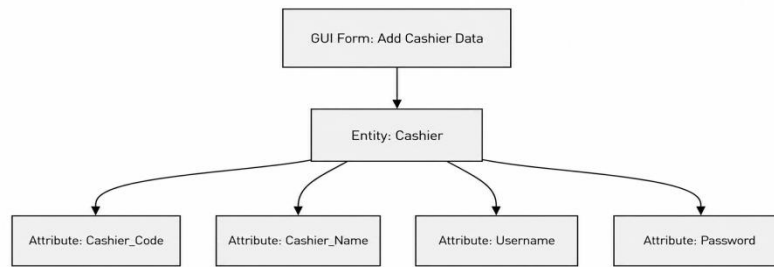 GUI Form: Add Cashier Data
Entity: Cashier
Attribute: Cashier_Code
Attribute: Cashier_Name
Attribute: Username
Attribute: Password